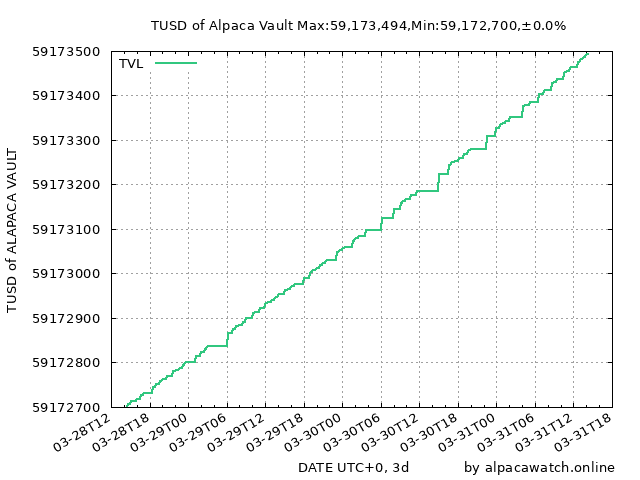 TUSD of Alpaca Vault Max:59,173,494,Min:59,172,700,±0.0%
TVL
TUSD of ALAPACA VAULT
59173500
59173400
59173300
59173200
59173100
59173000
59172900
59172800
59172700
03-28T12
03-28T18
03-29T00
03-29T06
03-29T12
03-29T18
03-30T00
03-30T06
03-30T12
03-30T18
03-31T00
03-31T06
03-31T12
03-31T18
DATE UTC+0, 3d
by alpacawatch.online